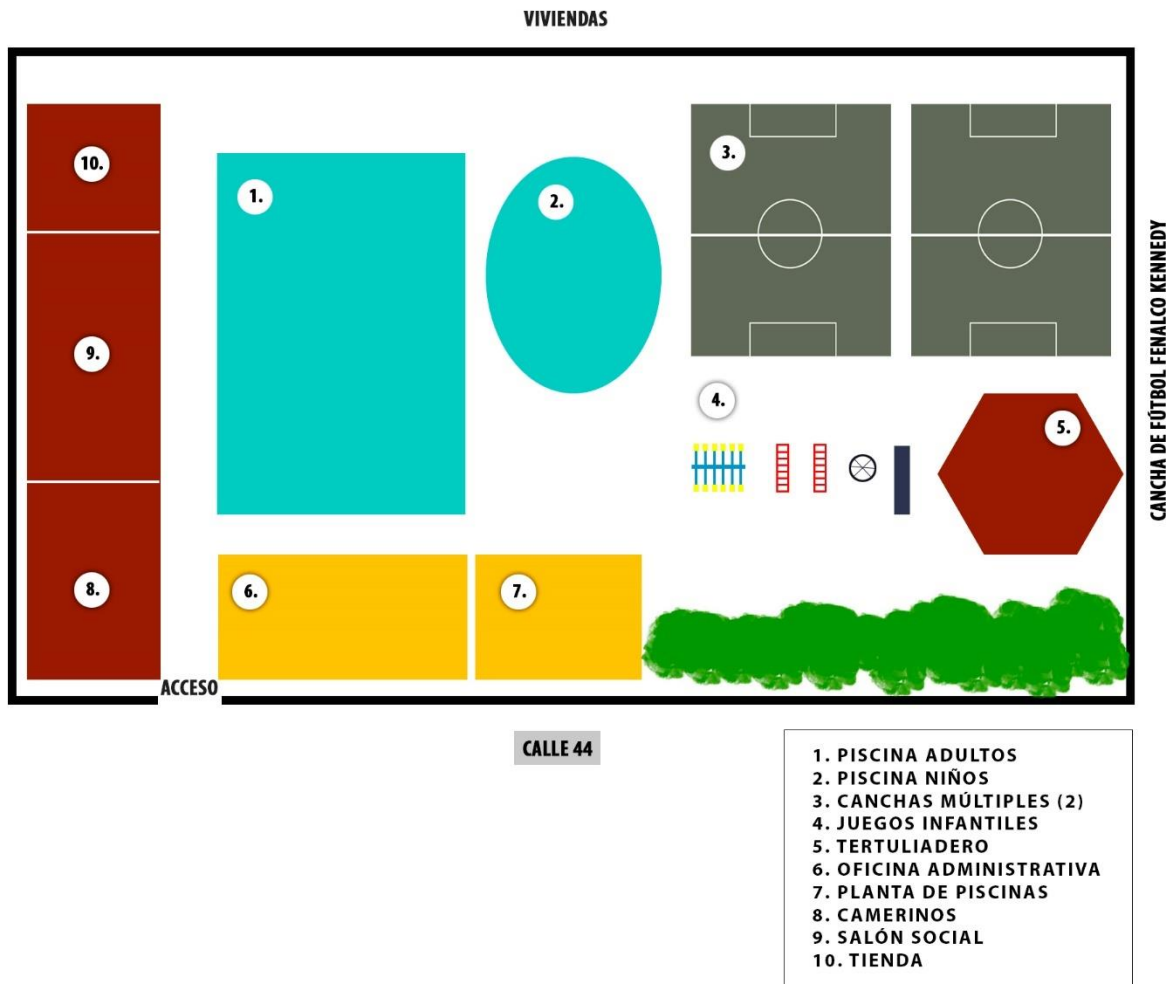 VIVIENDAS
10.
1.
2.
3.
9.
4.
5.
CANCHA DE FÚTBOL FENALCO KENNEDY
8.
6.
7.
ACCESO
CALLE 44
1. PISCINA ADULTOS
2. PISCINA NIÑOS
3. CANCHAS MÚLTIPLES (2)
4. JUEGOS INFANTILES
5. TERTULIADERO
6. OFICINA ADMINISTRATIVA
7. PLANTA DE PISCINAS
8. CAMERINOS
9. SALÓN SOCIAL
10. TIENDA